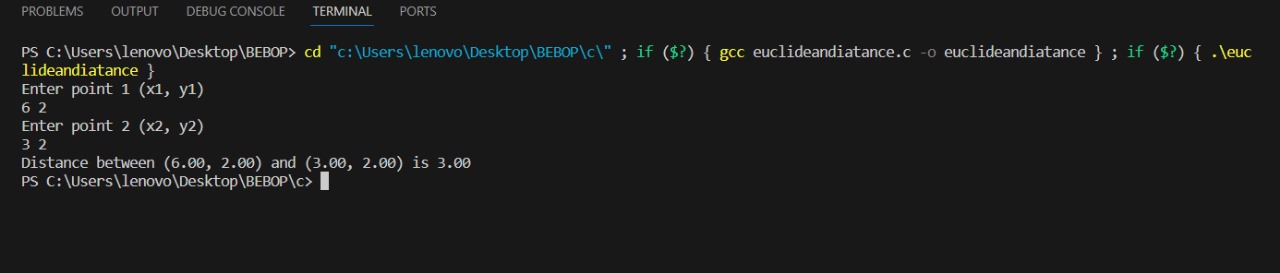 PROBLEMS OUTPUT DEBUG CONSOLE TERMINAL PORTS
PS C:\Users\lenovo\Desktop\BEBOP> cd "c:\Users\lenovo\Desktop\BEBOP\c\" ; if ($?) { gcc euclideandiatance.c -o euclideandiatance } ; if ($?) { .\euc
lideandiatance }
Enter point 1 (x1, y1)
6 2
Enter point 2 (x2, y2)
3 2
Distance between (6.00, 2.00) and (3.00, 2.00) is 3.00
PS C:\Users\lenovo\Desktop\BEBOP\c>